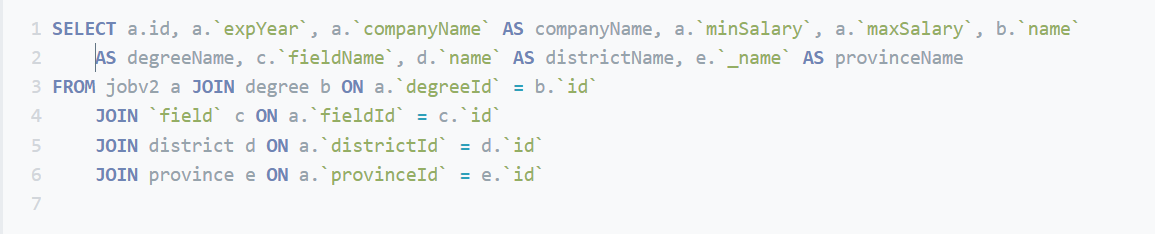 1 SELECT a.id, a.`expYear`, a.`companyName` AS companyName, a.`minSalary`, a.`maxSalary`, b.`name`
2 AS degreeName, c.`fieldName`, d.`name` AS districtName, e.`_name` AS provinceName
3 FROM jobv2 a JOIN degree b ON a.`degreeId` = b.`id`
4 JOIN `field` c ON a.`fieldId` = c.`id`
5 JOIN district d ON a.`districtId` = d.`id`
6 JOIN province e ON a.`provinceId` = e.`id`
7